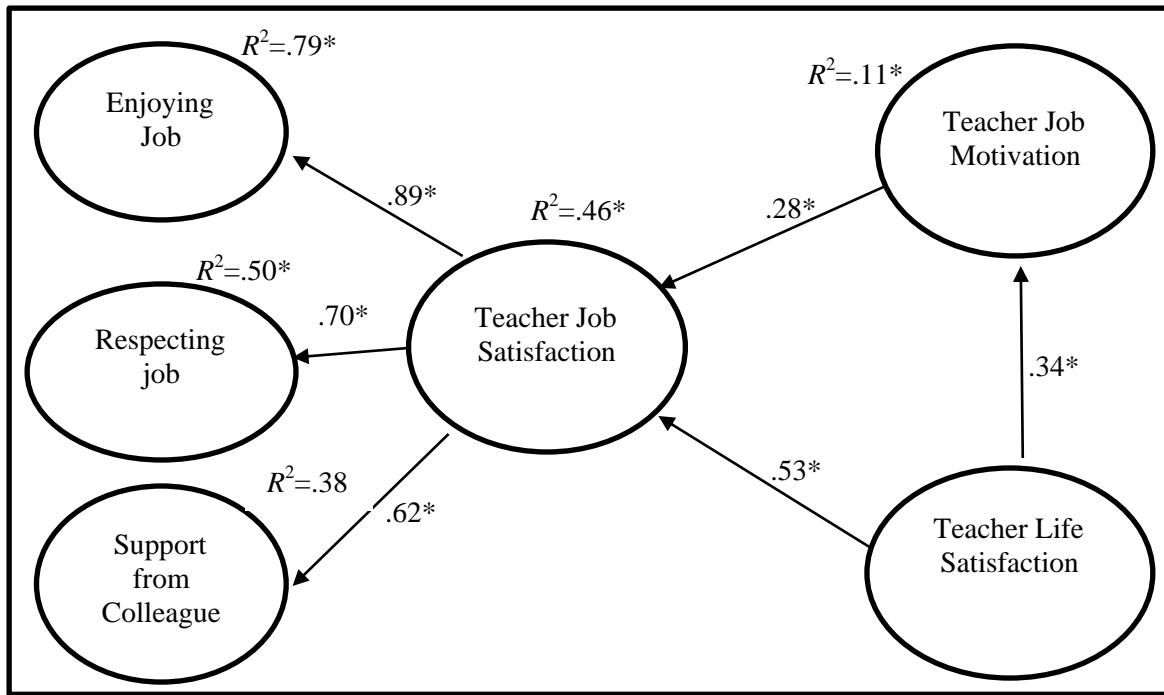 R²=.79*
Enjoying
Job
R²=.11*
Teacher Job
Motivation
.89*
R²=.46*
.28*
R²=.50*
Respecting
job
.70*
Teacher Job
Satisfaction
.34*
R²=.38
.62*
.53*
Support
from
Colleague
Teacher Life
Satisfaction